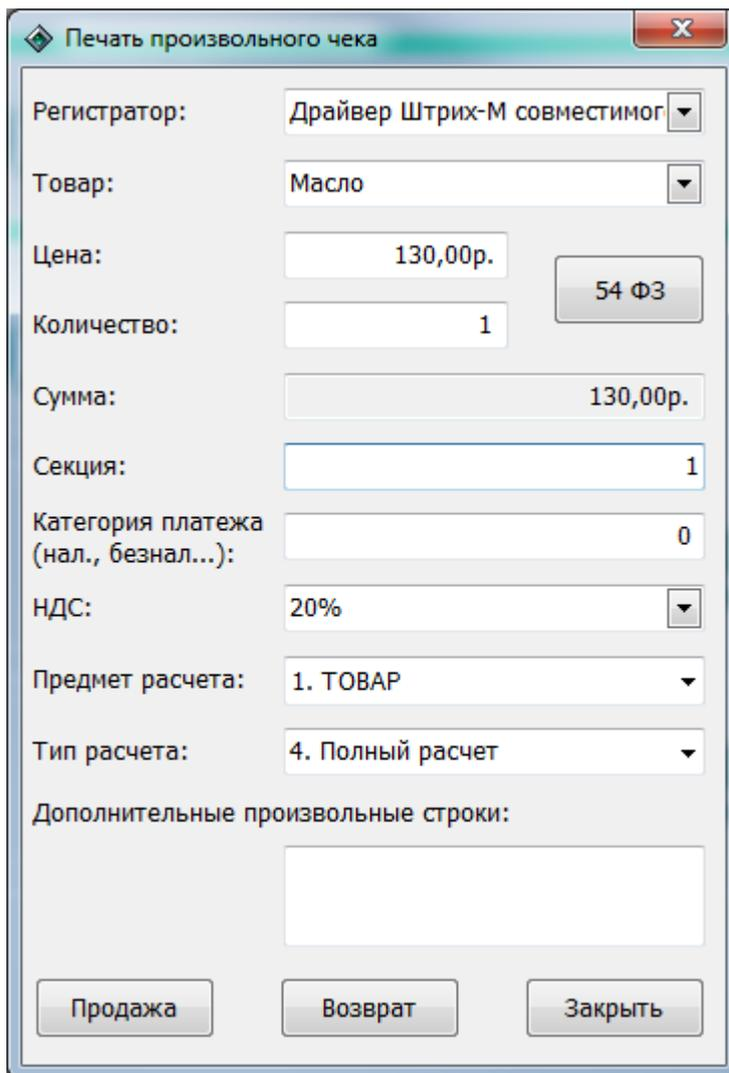 Печать произвольного чека
Регистратор: Драйвер Штрих-М совместимог
Товар: Масло
Цена: 130,00р.
54 ФЗ
Количество: 1
Сумма: 130,00р.
Секция: 1
Категория платежа
(нал., безнал...): 0
НДС: 20%
Предмет расчета: 1. ТОВАР
Тип расчета: 4. Полный расчет
Дополнительные произвольные строки:
Продажа Возврат Закрыть